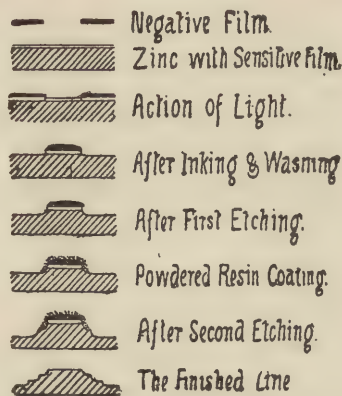 Negative Film.
Zinc with Sensitive Film.
Action of Light.
After Inking & Washing
After First Etching.
Powdered Resin Coating.
After Second Etching.
The Finished Line